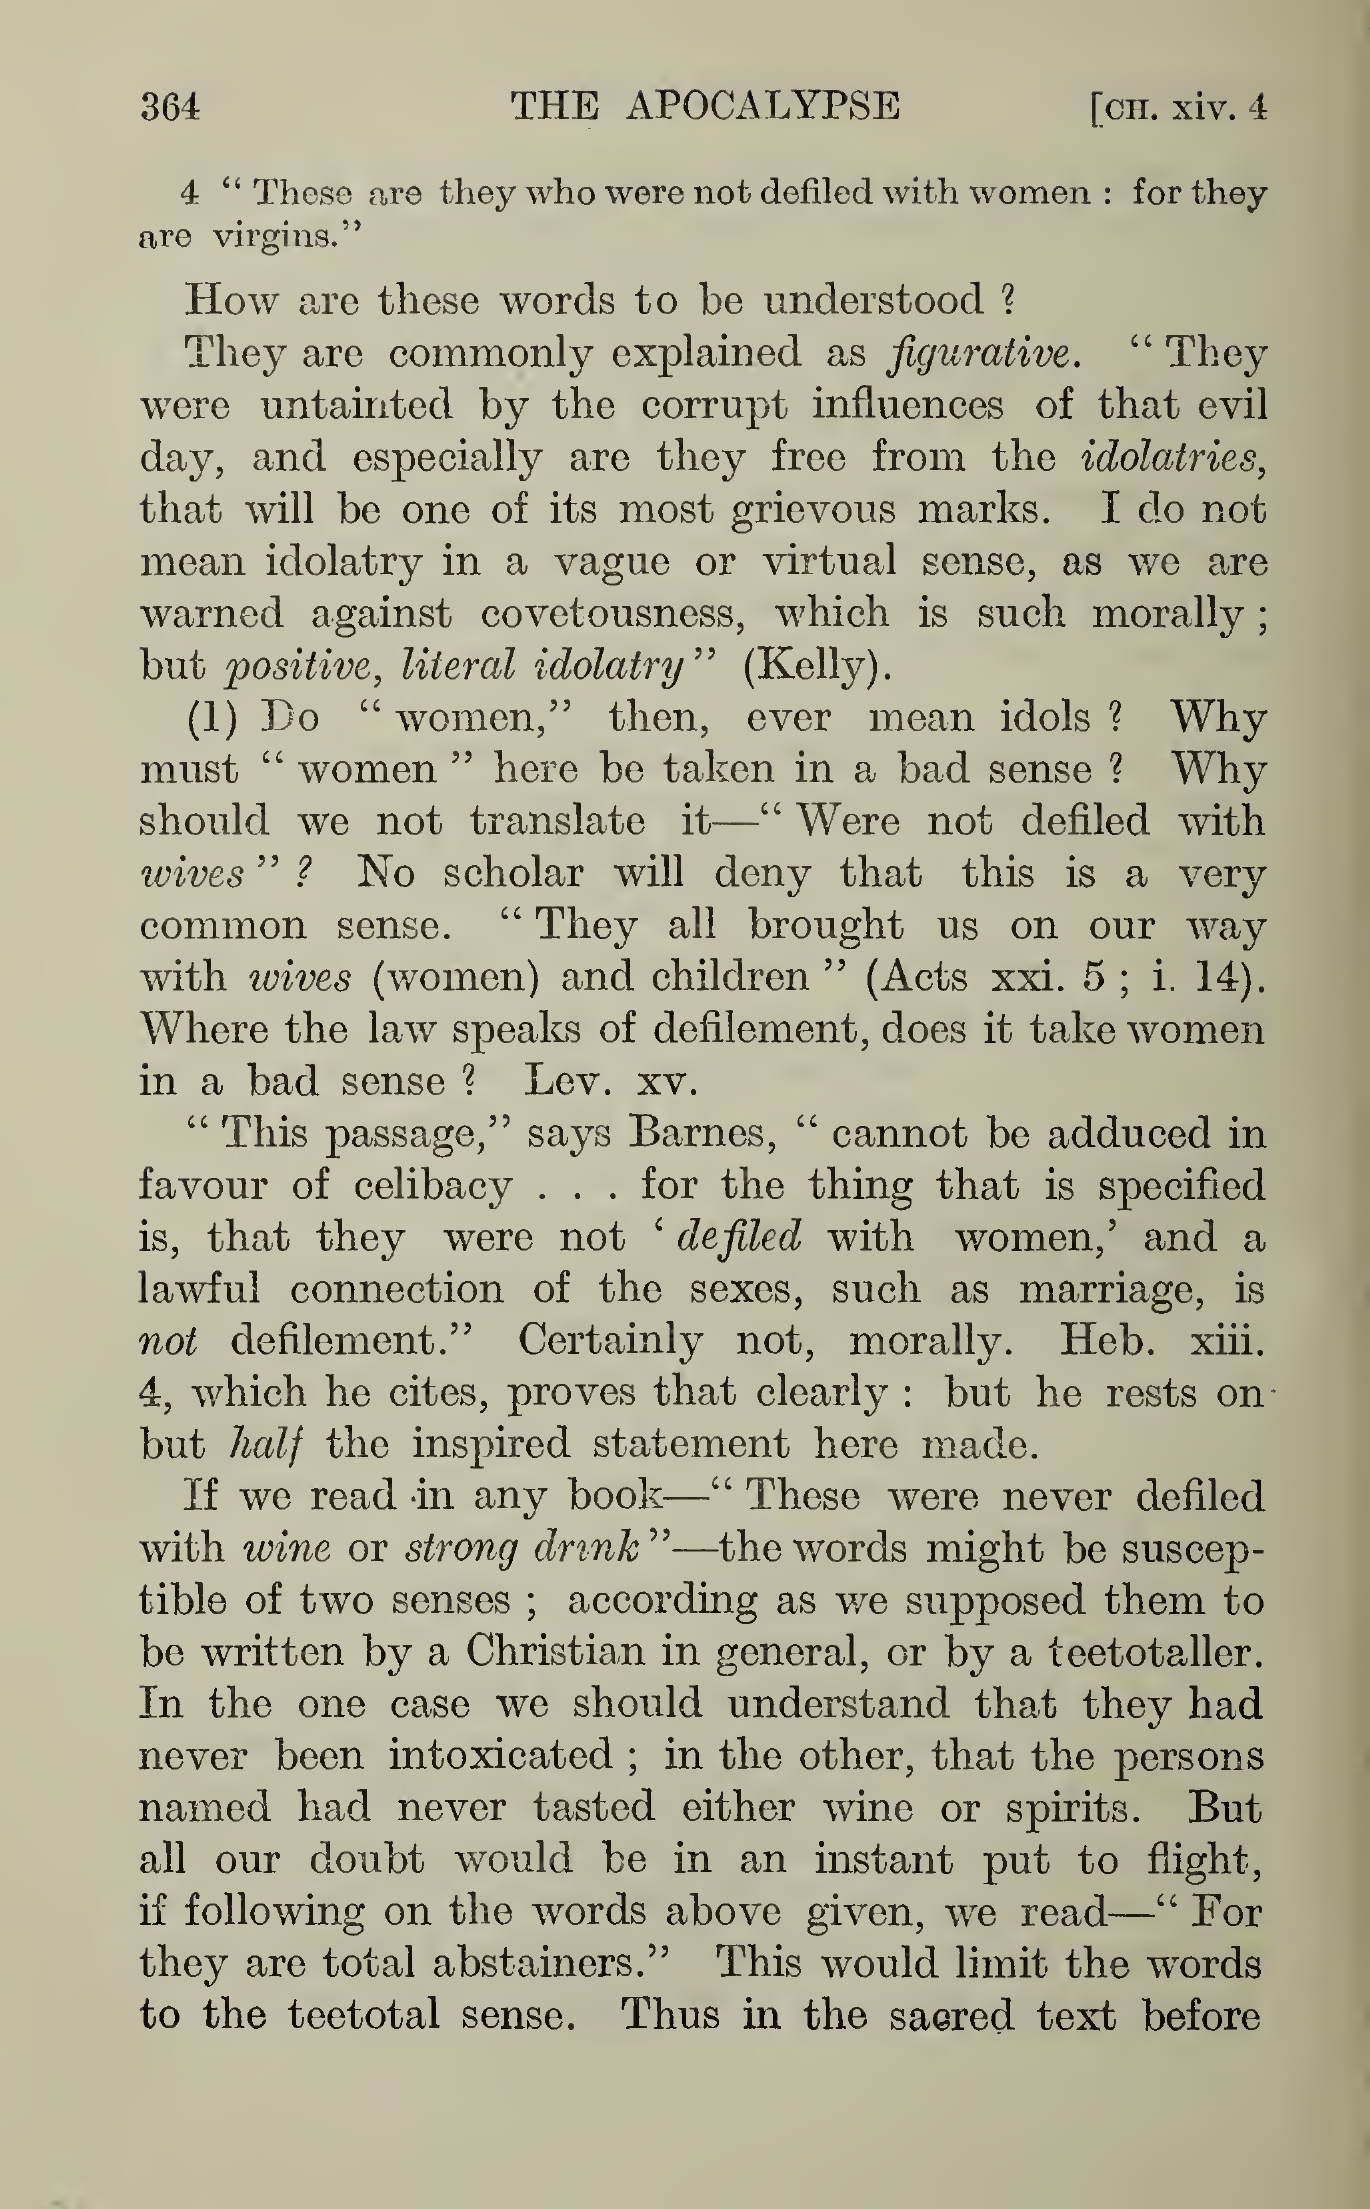 364 THE APOCALYPSE [CH. xiv. 4
4 “ These are they who were not defiled with women : for they
are virgins.”
How are these words to be understood ?
They are commonly explained as figurative. “ They
were untainted by the corrupt influences of that evil
day, and especially are they free from the idolatries,
that will be one of its most grievous marks. I do not
mean idolatry in a vague or virtual sense, as we are
warned against covetousness, which is such morally ;
but positive, literal idolatry ” (Kelly).
(1) Do “ women,” then, ever mean idols ? Why
must “ women ” here be taken in a bad sense ? Why
should we not translate it—“ Were not defiled with
wives ” ? No scholar will deny that this is a very
common sense. “ They all brought us on our way
with wives (women) and children ” (Acts xxi. 5 ; i. 14).
Where the law speaks of defilement, does it take women
in a bad sense ? Lev. xv.
“ This passage,” says Barnes, “ cannot be adduced in
favour of celibacy . . . for the thing that is specified
is, that they were not ‘ defiled with women,’ and a
lawful connection of the sexes, such as marriage, is
not defilement.” Certainly not, morally. Heb. xiii.
4, which he cites, proves that clearly : but he rests on
but half the inspired statement here made.
If we read in any book—“ These were never defiled
with wine or strong drink ”—the words might be suscep-
tible of two senses ; according as we supposed them to
be written by a Christian in general, or by a teetotaller.
In the one case we should understand that they had
never been intoxicated ; in the other, that the persons
named had never tasted either wine or spirits. But
all our doubt would be in an instant put to flight,
if following on the words above given, we read—“ For
they are total abstainers.” This would limit the words
to the teetotal sense. Thus in the sacred text before